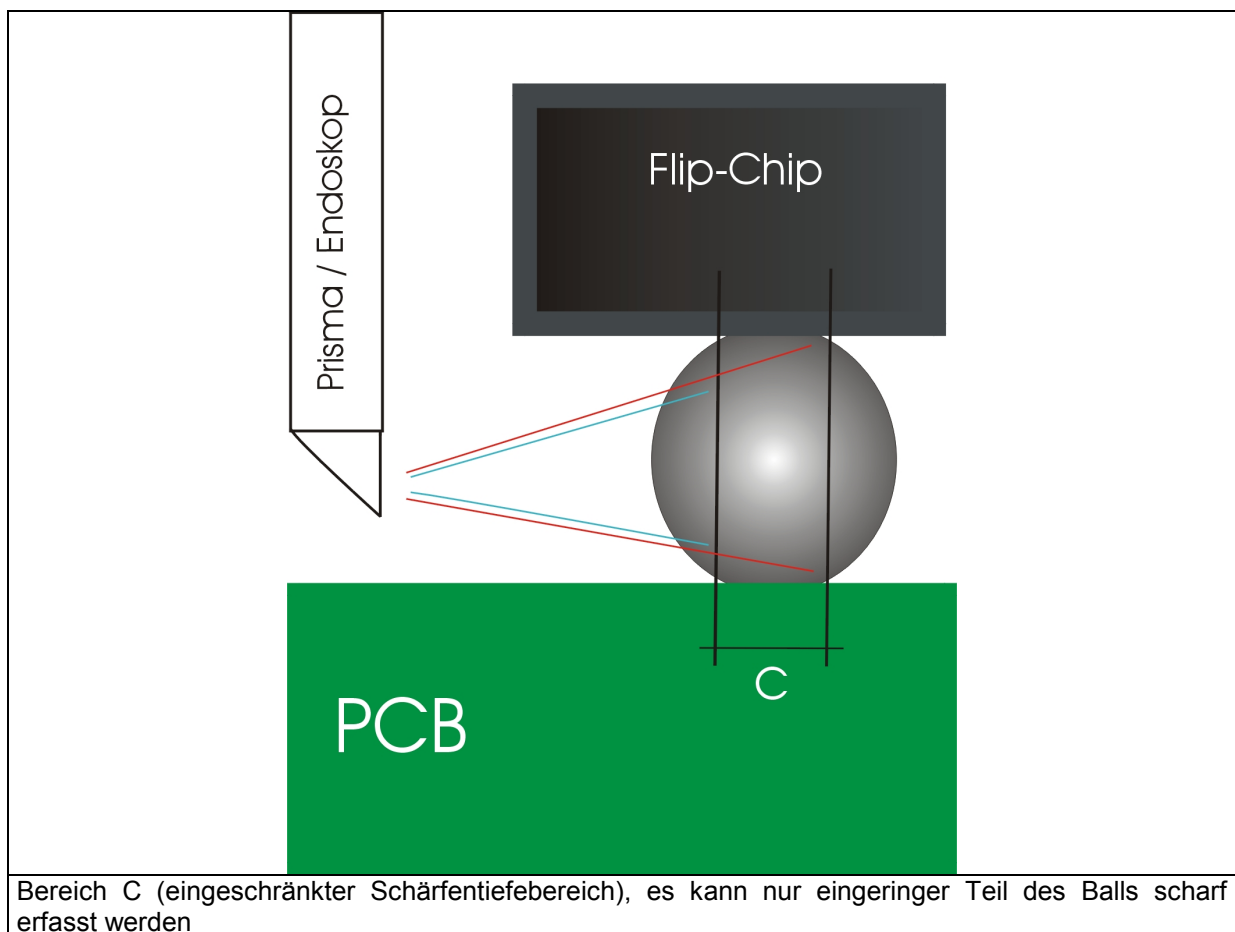 Prisma / Endoskop
Flip-Chip
C
PCB
Bereich C (eingeschränkter Schärfentiefebereich), es kann nur eingeringer Teil des Balls scharf
erfasst werden